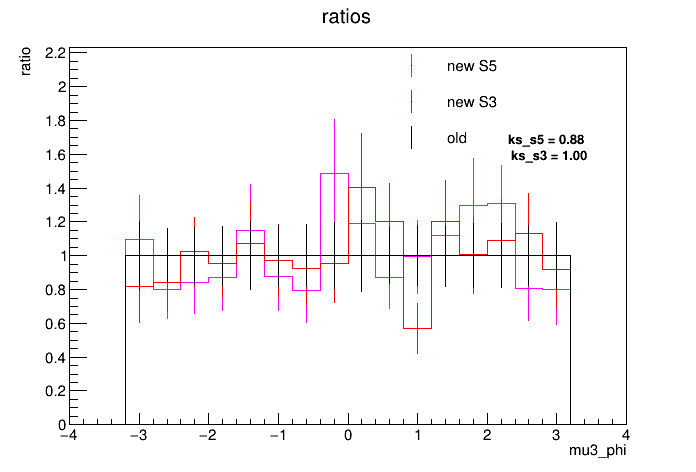 ratios
ratio
2.2
2
1.8
1.6
1.4
1.2
1
0.8
0.6
0.4
0.2
0
new S5
new S3
old
ks_s5 = 0.88
ks_s3 = 1.00
−4 −3 −2 −1 0 1 2 3 4
mu3_phi